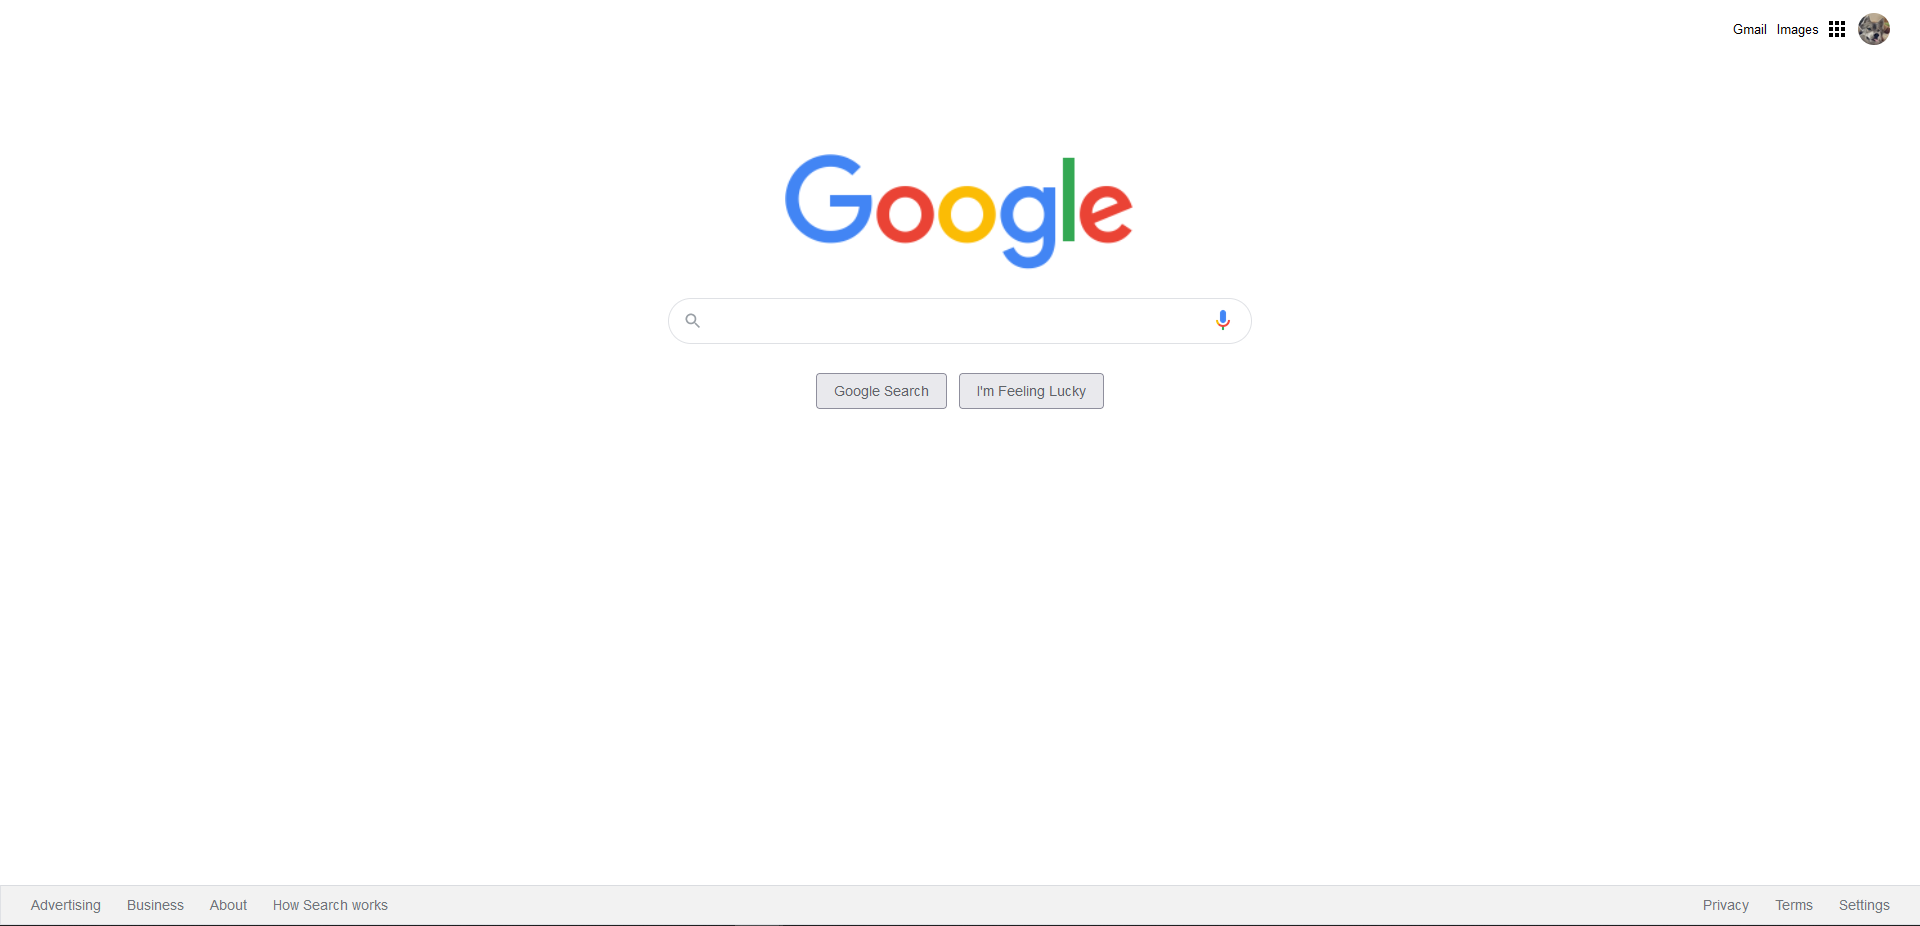 Gmail Images
Google
Google Search I'm Feeling Lucky
Advertising Business About How Search works Privacy Terms Settings